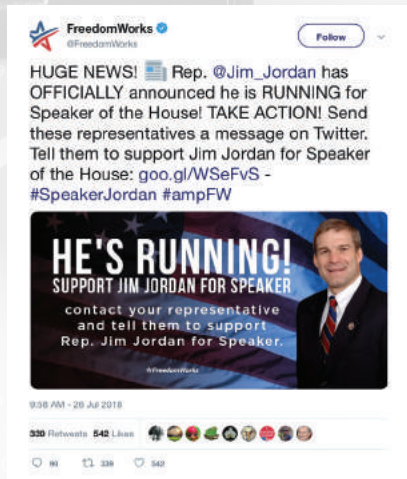 FreedomWorks
@FreedomWorks
Follow
HUGE NEWS! Rep. @Jim_Jordan has
OFFICIALLY announced he is RUNNING for
Speaker of the House! TAKE ACTION! Send
these representatives a message on Twitter.
Tell them to support Jim Jordan for Speaker
of the House: goo.gl/WSeFvS -
#SpeakerJordan #ampFW
HE'S RUNNING!
SUPPORT JIM JORDAN FOR SPEAKER
contact your representative
and tell them to support
Rep. Jim Jordan for Speaker.
#FreedomWorks
9:58 AM - 26 Jul 2018
339 Retweets 542 Likes
339 542